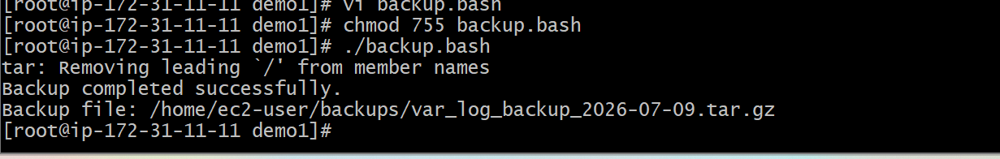 [root@ip-172-31-11-11 demo1]# vi backup.bash
[root@ip-172-31-11-11 demo1]# chmod 755 backup.bash
[root@ip-172-31-11-11 demo1]# ./backup.bash
tar: Removing leading `/' from member names
Backup completed successfully.
Backup file: /home/ec2-user/backups/var_log_backup_2026-07-09.tar.gz
[root@ip-172-31-11-11 demo1]#